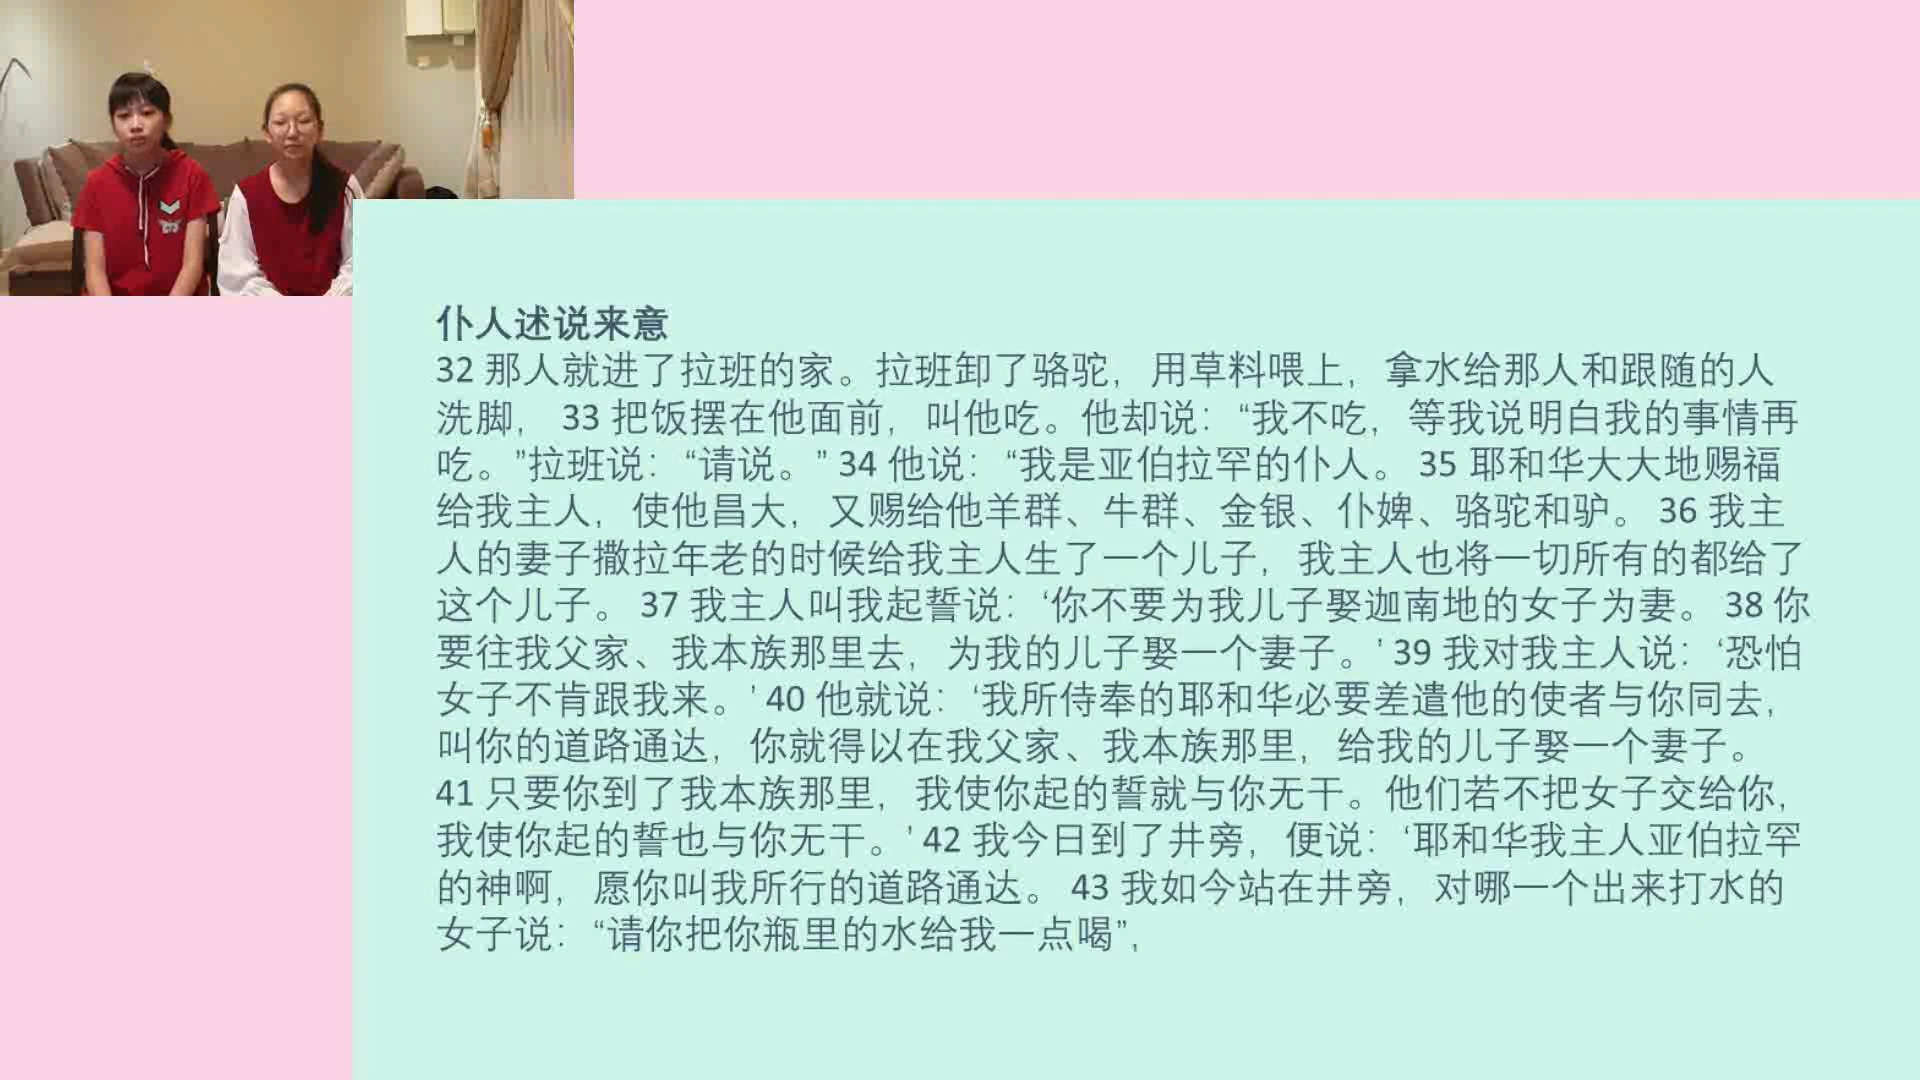 仆人述说来意
32 那人就进了拉班的家。拉班卸了骆驼，用草料喂上，拿水给那人和跟随的人
洗脚， 33 把饭摆在他面前，叫他吃。他却说：“我不吃，等我说明白我的事情再
吃。”拉班说：“请说。” 34 他说：“我是亚伯拉罕的仆人。 35 耶和华大大地赐福
给我主人，使他昌大，又赐给他羊群、牛群、金银、仆婢、骆驼和驴。 36 我主
人的妻子撒拉年老的时候给我主人生了一个儿子，我主人也将一切所有的都给了
这个儿子。 37 我主人叫我起誓说：‘你不要为我儿子娶迦南地的女子为妻。 38 你
要往我父家、我本族那里去，为我的儿子娶一个妻子。’ 39 我对我主人说：‘恐怕
女子不肯跟我来。’ 40 他就说：‘我所侍奉的耶和华必要差遣他的使者与你同去，
叫你的道路通达，你就得以在我父家、我本族那里，给我的儿子娶一个妻子。
41 只要你到了我本族那里，我使你起的誓就与你无干。他们若不把女子交给你，
我使你起的誓也与你无干。’ 42 我今日到了井旁，便说：‘耶和华我主人亚伯拉罕
的神啊，愿你叫我所行的道路通达。 43 我如今站在井旁，对哪一个出来打水的
女子说：“请你把你瓶里的水给我一点喝”，